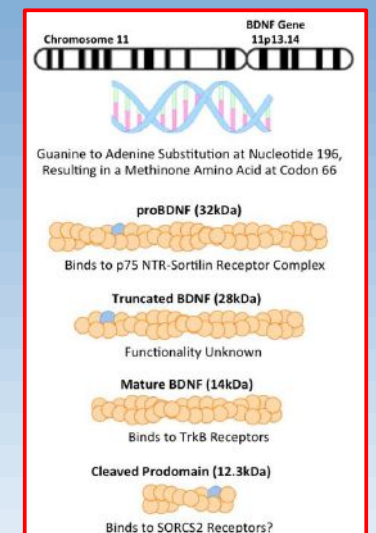 BDNF Gene
Chromosome 11 11p13.14
Guanine to Adenine Substitution at Nucleotide 196,
Resulting in a Methinone Amino Acid at Codon 66
proBDNF (32kDa)
Binds to p75 NTR-Sortilin Receptor Complex
Truncated BDNF (28kDa)
Functionality Unknown
Mature BDNF (14kDa)
Binds to TrkB Receptors
Cleaved Prodomain (12.3kDa)
Binds to SORCS2 Receptors?